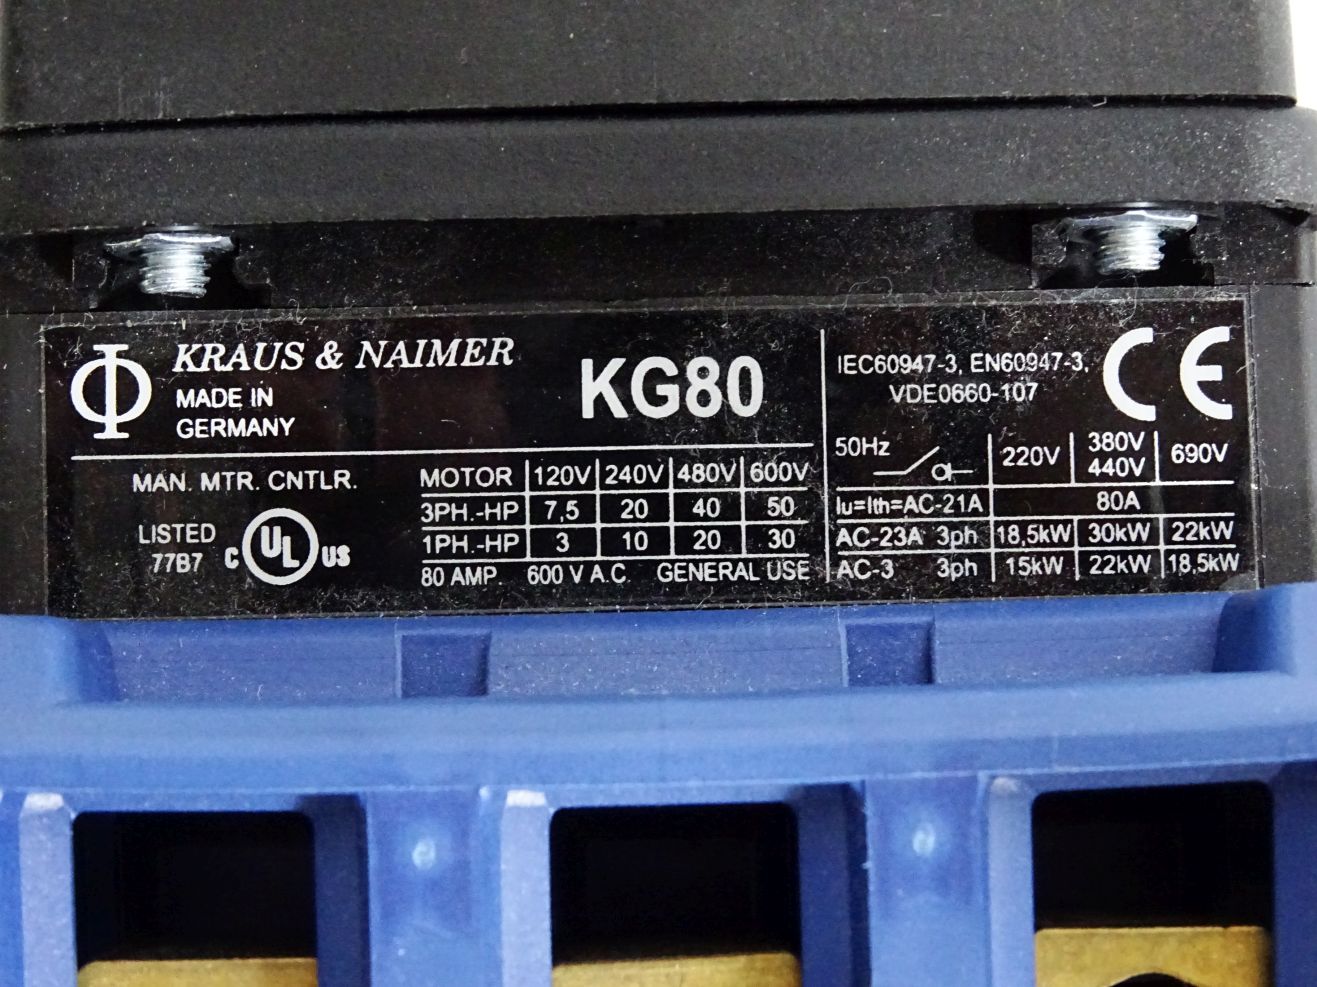 KRAUS & NAIMER
MADE IN
GERMANY
KG80
MAN. MTR. CNTLR.
LISTED
77B7
C UL US
MOTOR 120V 240V 480V 600V
3PH.-HP 7,5 20 40 50
1PH.-HP 3 10 20 30
80 AMP. 600 V A.C. GENERAL USE
IEC60947-3, EN60947-3,
VDE0660-107
CE
50Hz 220V 380V 440V 690V
Iu=Ith=AC-21A 80A
AC-23A 3ph 18,5kW 30kW 22kW
AC-3 3ph 15kW 22kW 18,5kW